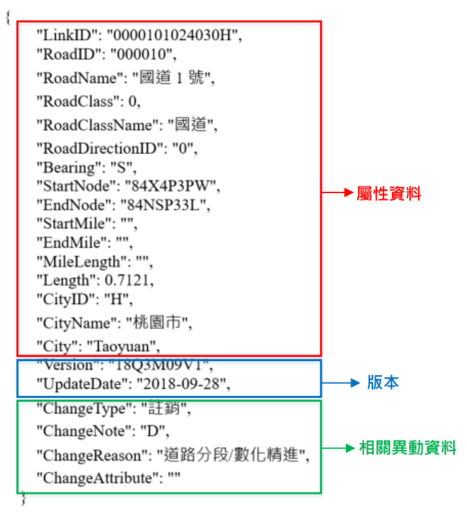 {
"LinkID": "0000101024030H",
"RoadID": "000010",
"RoadName": "國道 1 號",
"RoadClass": 0,
"RoadClassName": "國道",
"RoadDirectionID": "0",
"Bearing": "S",
"StartNode": "84X4P3PW",
"EndNode": "84NSP33L",
"StartMile": "",
"EndMile": "",
"MileLength": "",
"Length": 0.7121,
"CityID": "H",
"CityName": "桃園市",
"City": "Taoyuan",
屬性資料
"Version": "18Q3M09V1",
"UpdateDate": "2018-09-28",
版本
"ChangeType": "註銷",
"ChangeNote": "D",
"ChangeReason": "道路分段/數化精進",
"ChangeAttribute": ""
相關異動資料
}